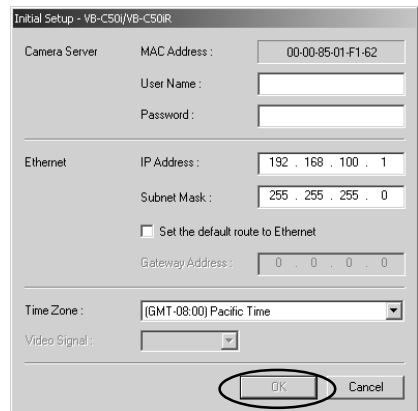 Initial Setup - VB-C50i/VB-C50iR
Camera Server MAC Address : 00-00-85-01-F1-62
User Name :
Password :
Ethernet IP Address : 192 . 168 . 100 . 1
Subnet Mask : 255 . 255 . 255 . 0
Set the default route to Ethernet
Gateway Address : 0 . 0 . 0 . 0
Time Zone : (GMT-08:00) Pacific Time
Video Signal :
OK Cancel